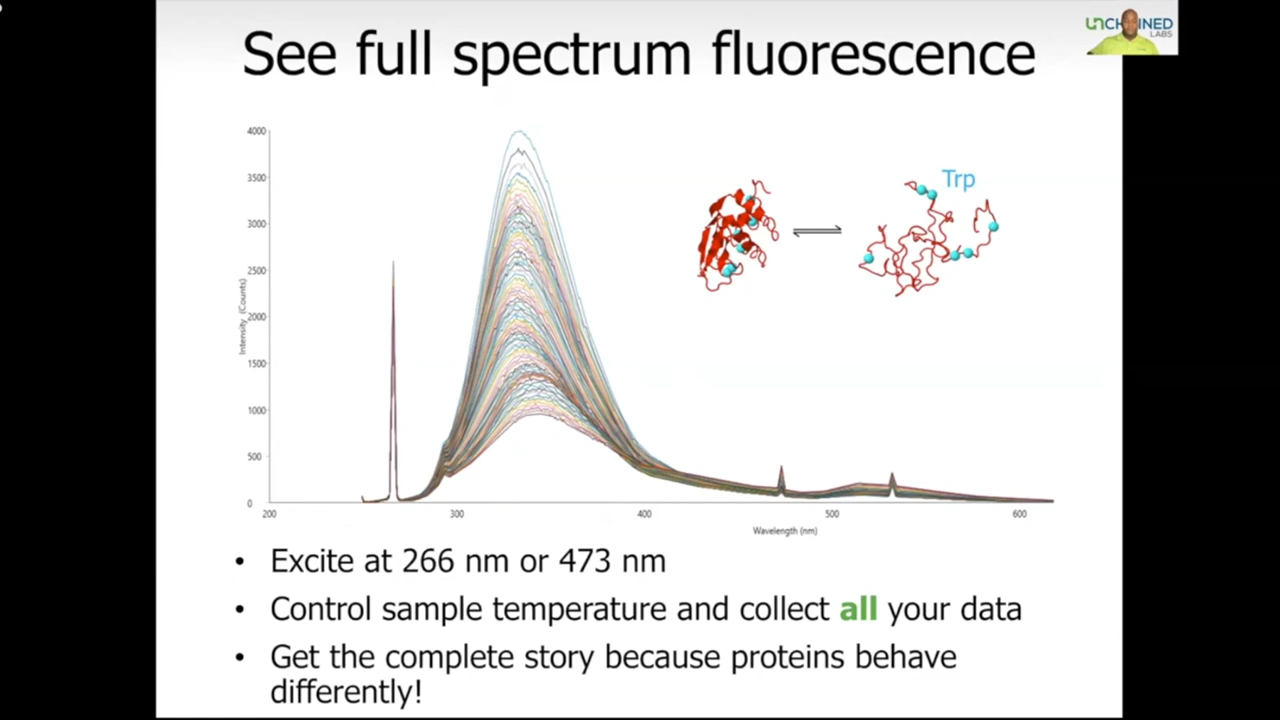 See full spectrum fluorescence
LABS
4000
3500
3000
2500
2000
1500
1000
500
0
Intensity (Counts)
200
300
400
500
600
Wavelength (nm)
Trp
• Excite at 266 nm or 473 nm
• Control sample temperature and collect all your data
• Get the complete story because proteins behave
differently!